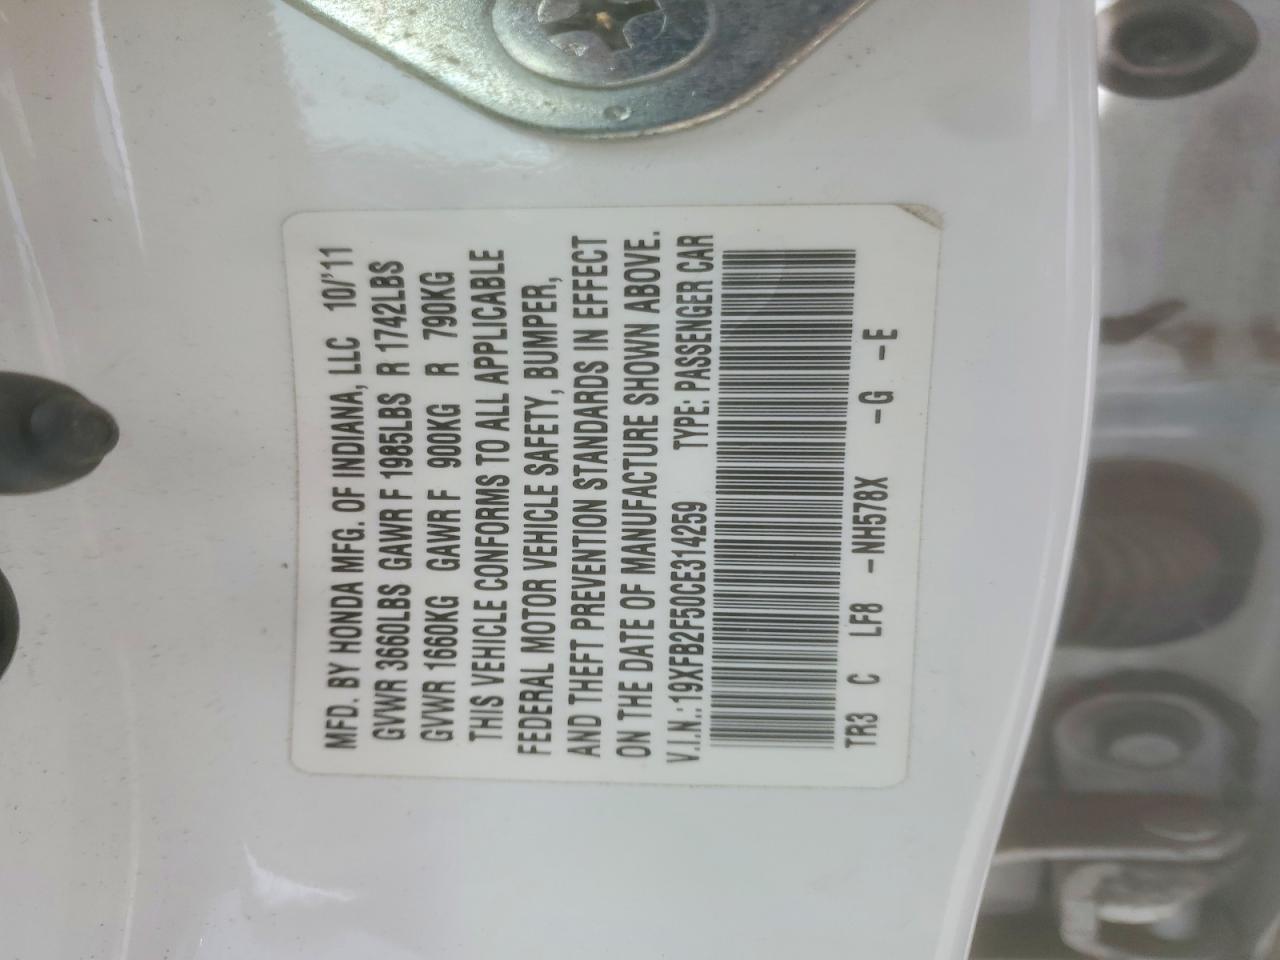 MFD. BY HONDA MFG. OF INDIANA, LLC 10/'11
GVWR 3660LBS GAWR F 1985LBS R 1742LBS
GVWR 1660KG GAWR F 900KG R 790KG
THIS VEHICLE CONFORMS TO ALL APPLICABLE
FEDERAL MOTOR VEHICLE SAFETY, BUMPER,
AND THEFT PREVENTION STANDARDS IN EFFECT
ON THE DATE OF MANUFACTURE SHOWN ABOVE.
V.I.N.: 19XFB2F50CE314259 TYPE: PASSENGER CAR
TR3 C LF8 -NH578X -G -E